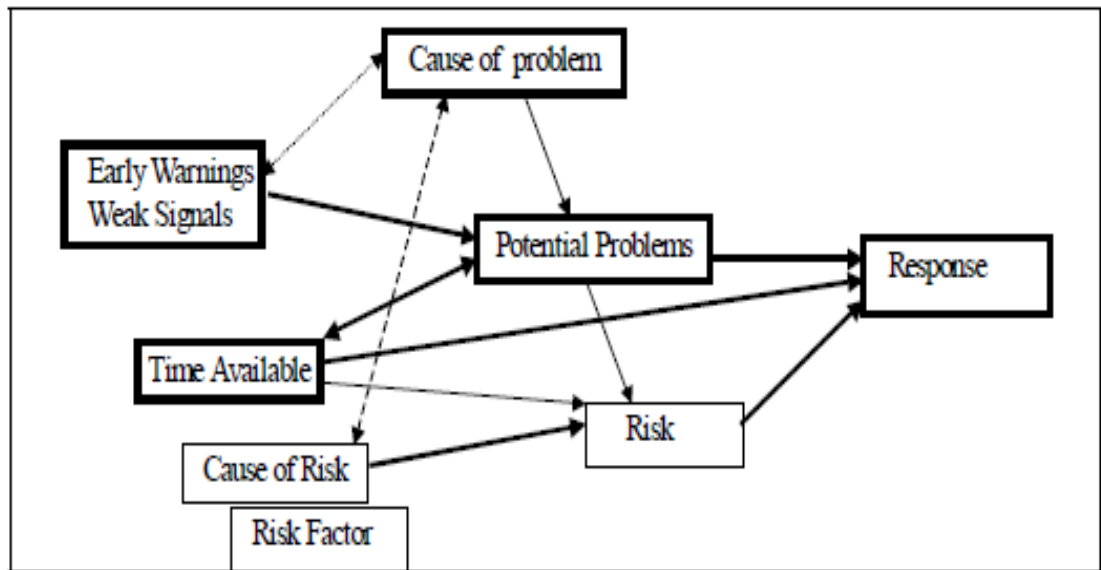 Cause of problem
Early Warnings
Weak Signals
Potential Problems
Response
Time Available
Risk
Cause of Risk
Risk Factor